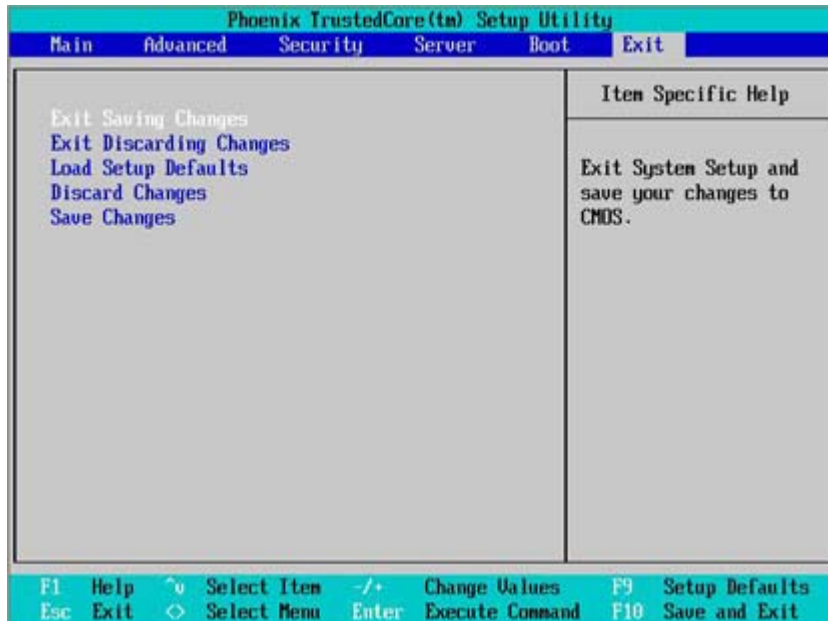 Phoenix TrustedCore(tm) Setup Utility
Main Advanced Security Server Boot Exit
Item Specific Help
Exit Saving Changes
Exit Discarding Changes
Load Setup Defaults
Discard Changes
Save Changes
Exit System Setup and
save your changes to
CMOS.
F1 Help ^v Select Item -/+ Change Values F9 Setup Defaults
Esc Exit <> Select Menu Enter Execute Command F10 Save and Exit